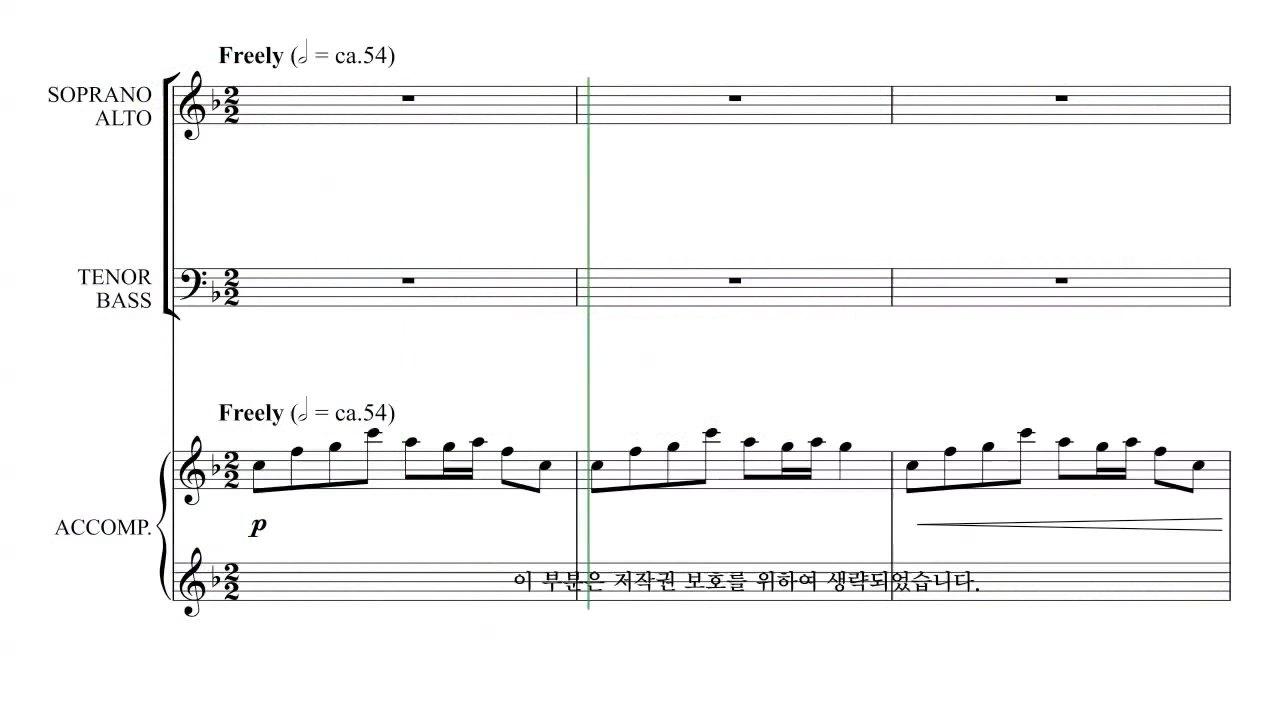 Freely (𝅗𝅥 = ca.54)
SOPRANO
ALTO
TENOR
BASS
Freely (𝅗𝅥 = ca.54)
p
ACCOMP.
이 부분은 저작권 보호를 위하여 생략되었습니다.